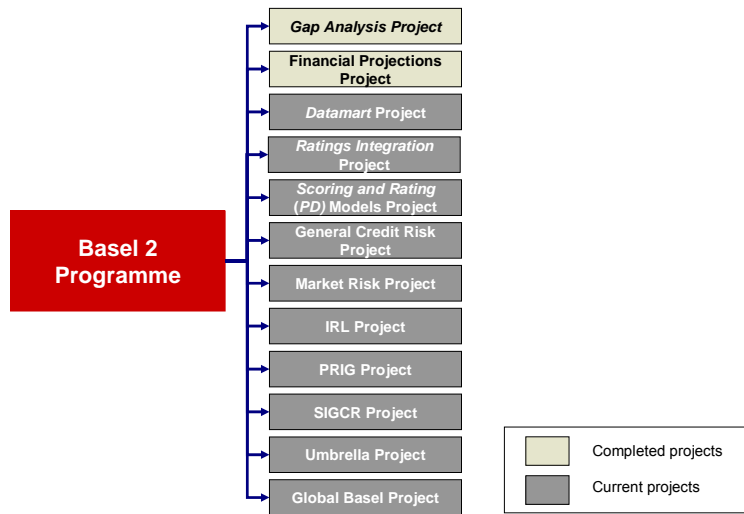 Gap Analysis Project
Financial Projections
Project
Datamart Project
Ratings Integration
Project
Scoring and Rating
(PD) Models Project
General Credit Risk
Project
Basel 2
Programme
Market Risk Project
IRL Project
PRIG Project
SIGCR Project
Umbrella Project
Global Basel Project
Completed projects
Current projects